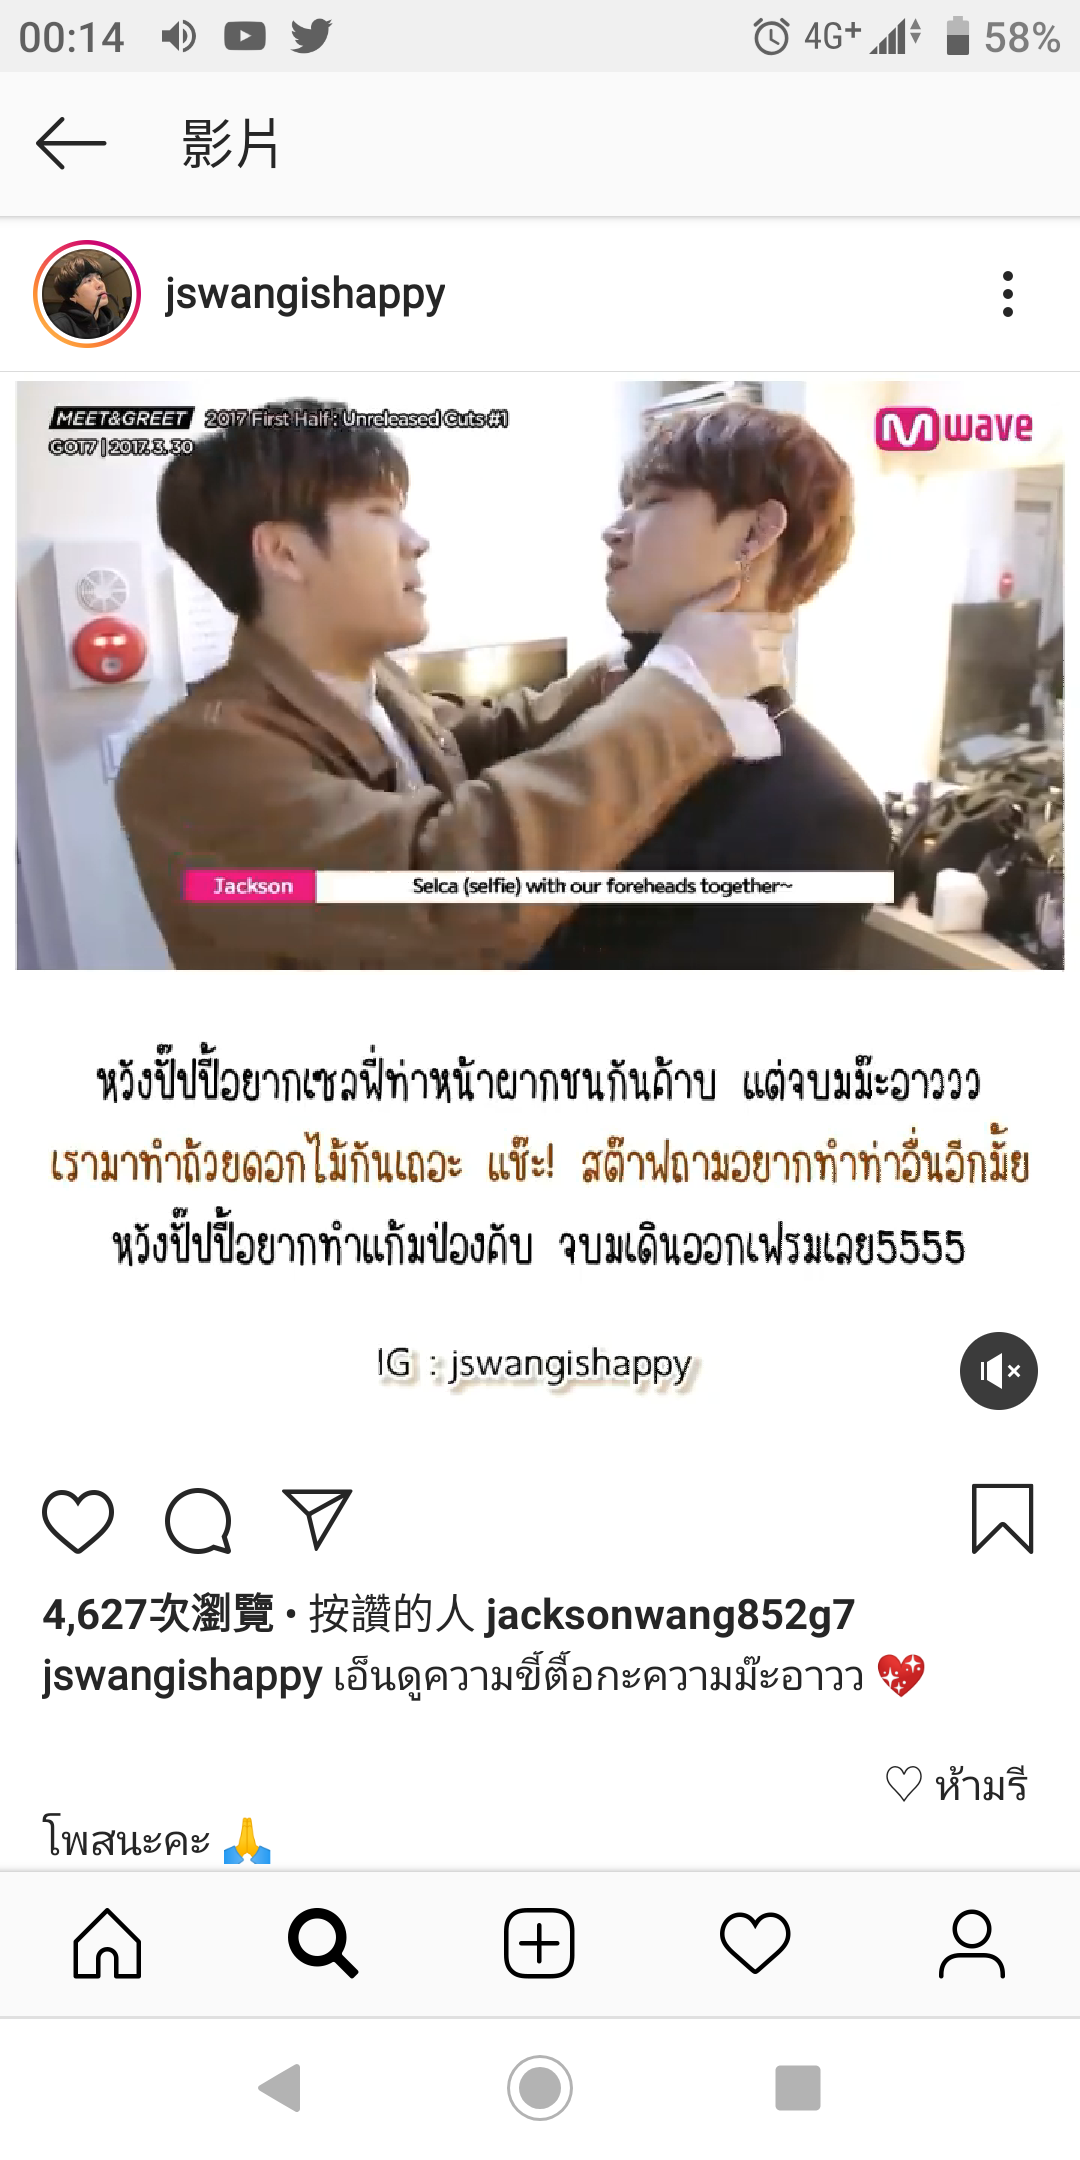 00:14
4G+ 58%
影片
jswangishappy
MEET&GREET 2017 First Half : Unreleased Cuts #1
GOT7 | 2017.3.30
M wave
Jackson Selca (selfie) with our foreheads together~
หวังปั๊ปปี้อยากเซลฟี่ท่าหน้าผากชนกันค้าบ แต่จบมม๊ะอาววว
เรามาทำถ้วยดอกไม้กันเถอะ แช๊ะ! สต๊าฟถามอยากทำท่าอื่นอีกมั้ย
หวังปั๊ปปี้อยากทำแก้มป่องคับ จบมเดินออกเฟรมเลย5555
IG : jswangishappy
4,627次瀏覽 • 按讚的人 jacksonwang852g7
jswangishappy เอ็นดูความขี้ตื๊อกะความม๊ะอาวว 💖
♡ ห้ามรี
โพสนะคะ 🙏